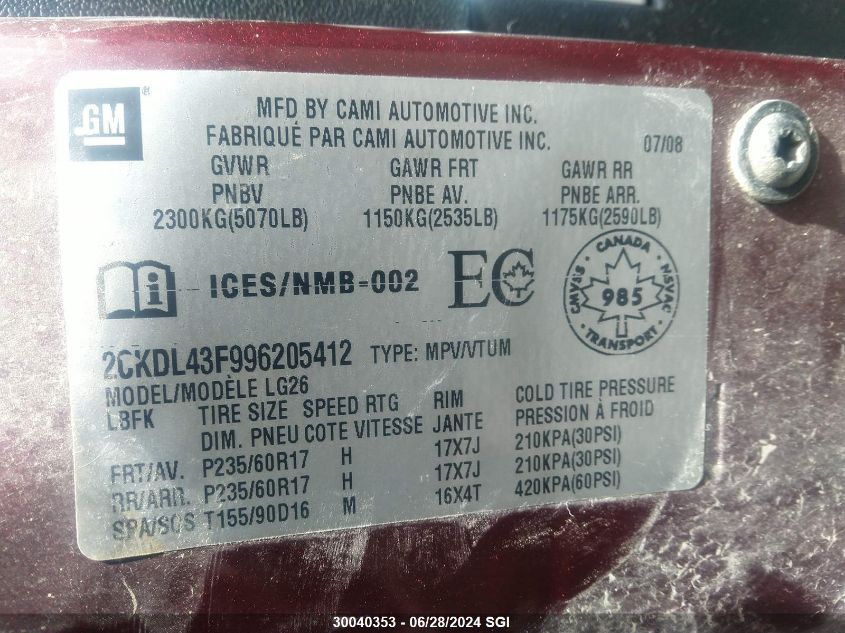 GM ®
MFD BY CAMI AUTOMOTIVE INC.
FABRIQUÉ PAR CAMI AUTOMOTIVE INC.
07/08
GVWR GAWR FRT GAWR RR
PNBV PNBE AV. PNBE ARR.
2300KG(5070LB) 1150KG(2535LB) 1175KG(2590LB)
i ICES/NMB-002 EC
CANADA
CMVSS 985 NSVAC
TRANSPORT
2CKDL43F996205412 TYPE: MPV/VTUM
MODEL/MODÈLE LG26
LBFK TIRE SIZE SPEED RTG RIM COLD TIRE PRESSURE
DIM. PNEU COTE VITESSE JANTE PRESSION À FROID
FRT/AV. P235/60R17 H 17X7J 210KPA(30PSI)
RR/ARR. P235/60R17 H 17X7J 210KPA(30PSI)
SPA/SCS T155/90D16 M 16X4T 420KPA(60PSI)
30040353 - 06/28/2024 SGI